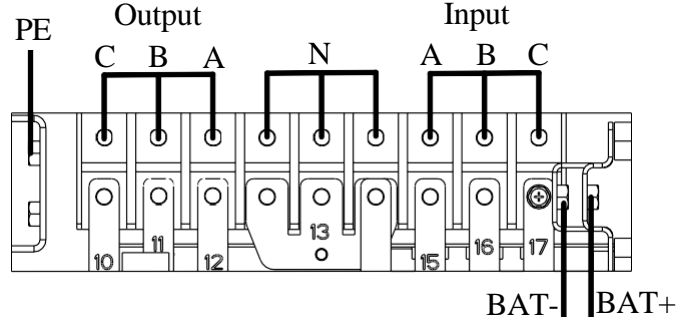 Output Input
PE
C B A N A B C
10 11 12 13 15 16 17
BAT- BAT+